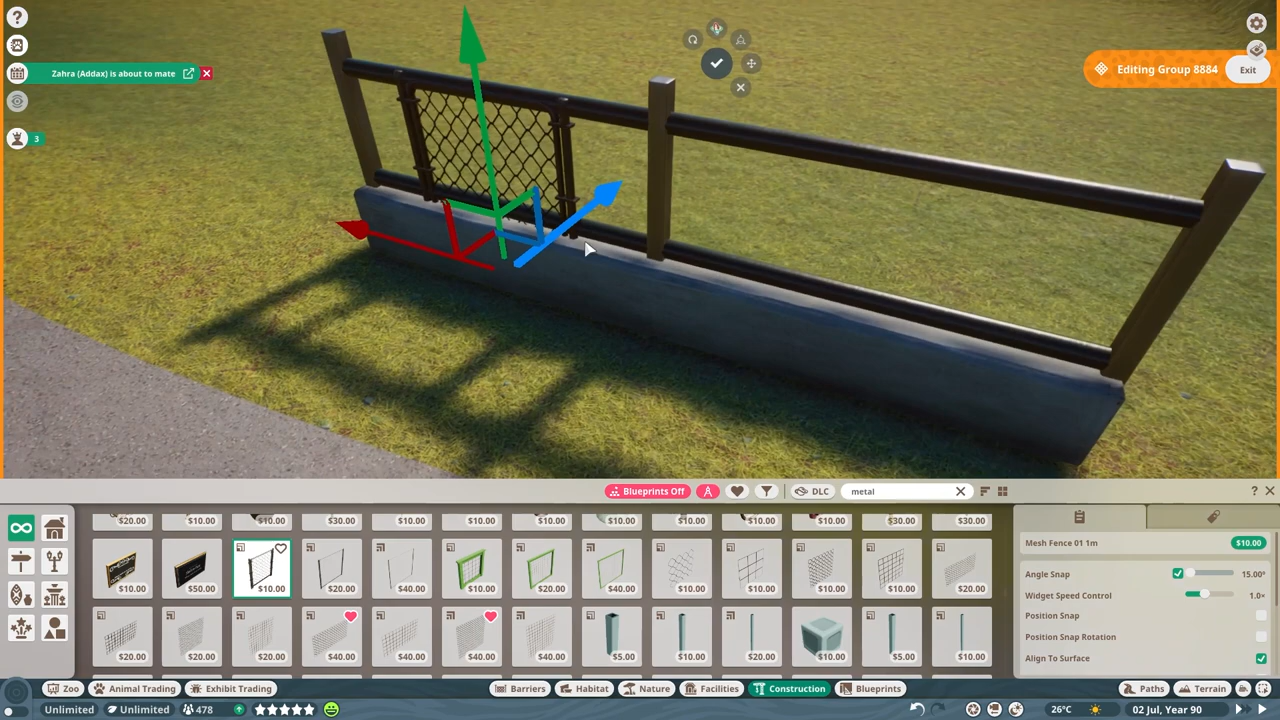 ?
Editing Group 8884
Exit
Zahra (Addax) is about to mate
3
Blueprints Off
DLC
metal
?
$20.00 $10.00 $10.00 $30.00 $10.00 $10.00 $10.00 $10.00 $10.00 $10.00 $10.00 $30.00 $30.00
$10.00 $50.00 $10.00 $20.00 $40.00 $10.00 $20.00 $40.00 $10.00 $10.00 $10.00 $10.00 $20.00
$20.00 $20.00 $20.00 $40.00 $40.00 $40.00 $40.00 $5.00 $10.00 $20.00 $10.00 $5.00 $10.00
Mesh Fence 01 1m $10.00
Angle Snap 15.00°
Widget Speed Control 1.0×
Position Snap
Position Snap Rotation
Align To Surface
Zoo Animal Trading Exhibit Trading Barriers Habitat Nature Facilities Construction Blueprints Paths Terrain
Unlimited Unlimited 478 26°C 02 Jul, Year 90